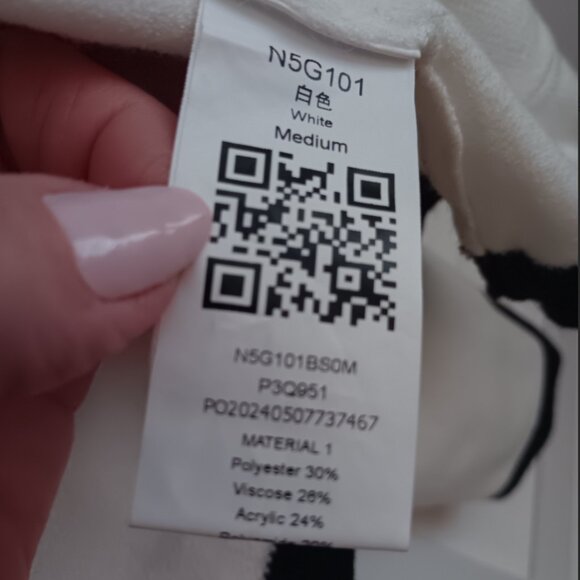 N5G101
白色
White
Medium
N5G101BS0M
P3Q951
PO20240507737467
MATERIAL 1
Polyester 30%
Viscose 26%
Acrylic 24%